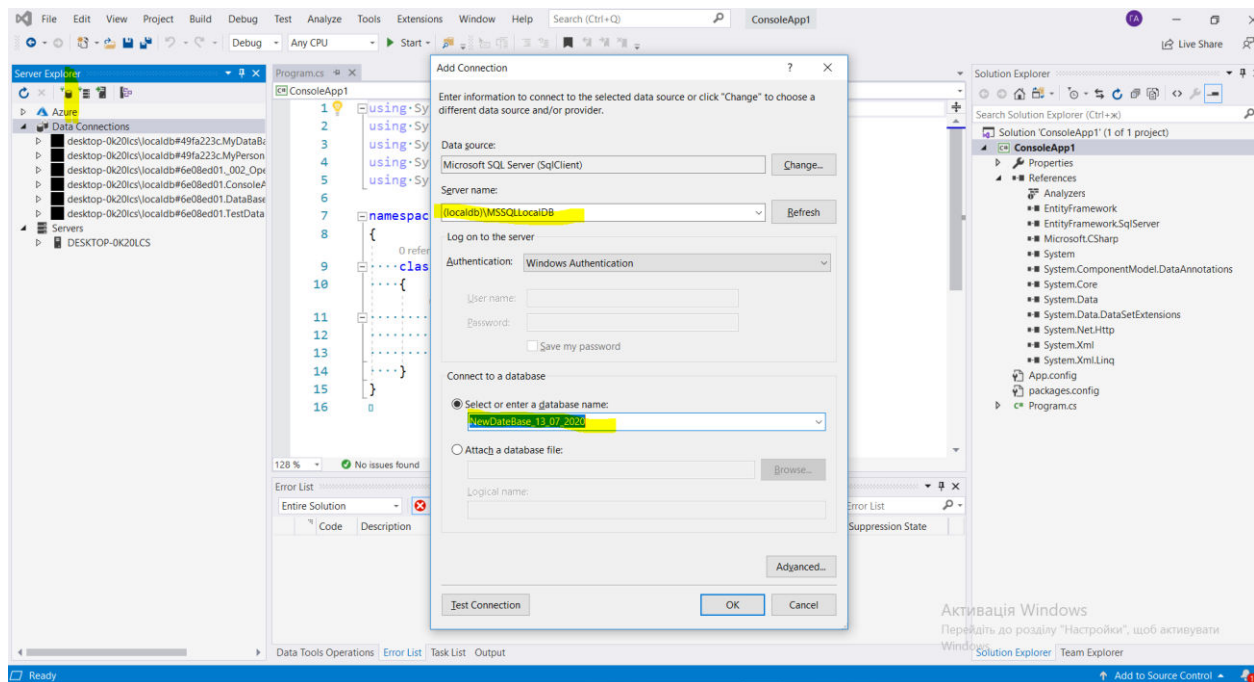 File Edit View Project Build Debug Test Analyze Tools Extensions Window Help Search (Ctrl+Q) ConsoleApp1
ГА
Debug Any CPU Start Live Share
Server Explorer
Azure
Data Connections
desktop-0k20lcs\localdb#49fa223c.MyDataBa
desktop-0k20lcs\localdb#49fa223c.MyPerson
desktop-0k20lcs\localdb#6e08ed01._002_Ope
desktop-0k20lcs\localdb#6e08ed01.ConsoleA
desktop-0k20lcs\localdb#6e08ed01.DataBase
desktop-0k20lcs\localdb#6e08ed01.TestData
Servers
DESKTOP-0K20LCS
Program.cs
ConsoleApp1
1 using·Sy
2 using·Sy
3 using·Sy
4 using·Sy
5 using·Sy
6
7 namespac
8 {
0 refer
9 ····clas
10 ····{
11 ········
12 ········
13 ········
14 ····}
15 }
16
128 % No issues found
Error List
Entire Solution
Code Description
Error List
Suppression State
Data Tools Operations Error List Task List Output
Add Connection ? ×
Enter information to connect to the selected data source or click "Change" to choose a
different data source and/or provider.
Data source:
Microsoft SQL Server (SqlClient) Change...
Server name:
(localdb)\MSSQLLocalDB Refresh
Log on to the server
Authentication: Windows Authentication
User name:
Password:
Save my password
Connect to a database
Select or enter a database name:
NewDateBase_13_07_2020
Attach a database file:
Browse...
Logical name:
Advanced...
Test Connection OK Cancel
Solution Explorer
Search Solution Explorer (Ctrl+ж)
Solution 'ConsoleApp1' (1 of 1 project)
C# ConsoleApp1
Properties
References
Analyzers
EntityFramework
EntityFramework.SqlServer
Microsoft.CSharp
System
System.ComponentModel.DataAnnotations
System.Core
System.Data
System.Data.DataSetExtensions
System.Net.Http
System.Xml
System.Xml.Linq
App.config
packages.config
C# Program.cs
Активація Windows
Перейдіть до розділу "Настройки", щоб активувати
Windows.
Solution Explorer Team Explorer
Ready Add to Source Control